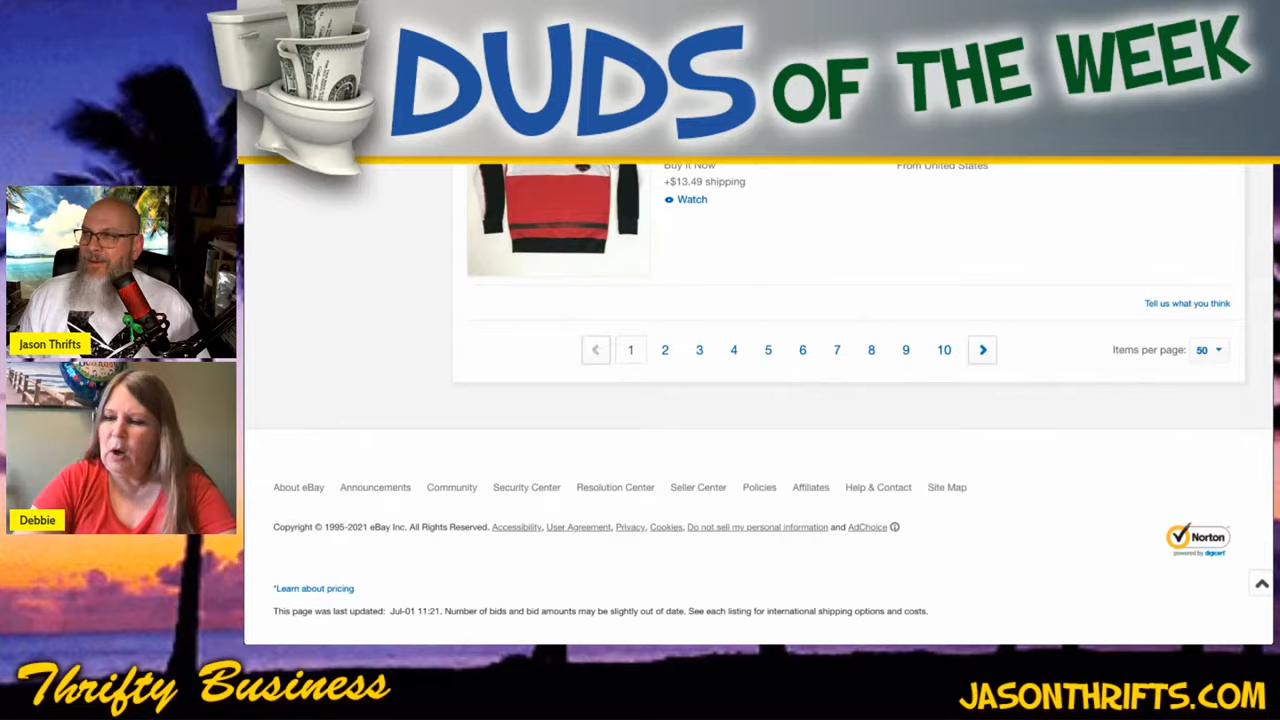 DUDS OF THE WEEK
Buy It Now
From United States
+$13.49 shipping
Watch
Tell us what you think
1 2 3 4 5 6 7 8 9 10
Items per page: 50
Jason Thrifts
Debbie
About eBay Announcements Community Security Center Resolution Center Seller Center Policies Affiliates Help & Contact Site Map
Copyright © 1995-2021 eBay Inc. All Rights Reserved. Accessibility, User Agreement, Privacy, Cookies, Do not sell my personal information and AdChoice
Norton
powered by digicert
*Learn about pricing
This page was last updated: Jul-01 11:21. Number of bids and bid amounts may be slightly out of date. See each listing for international shipping options and costs.
Thrifty Business
JASONTHRIFTS.COM